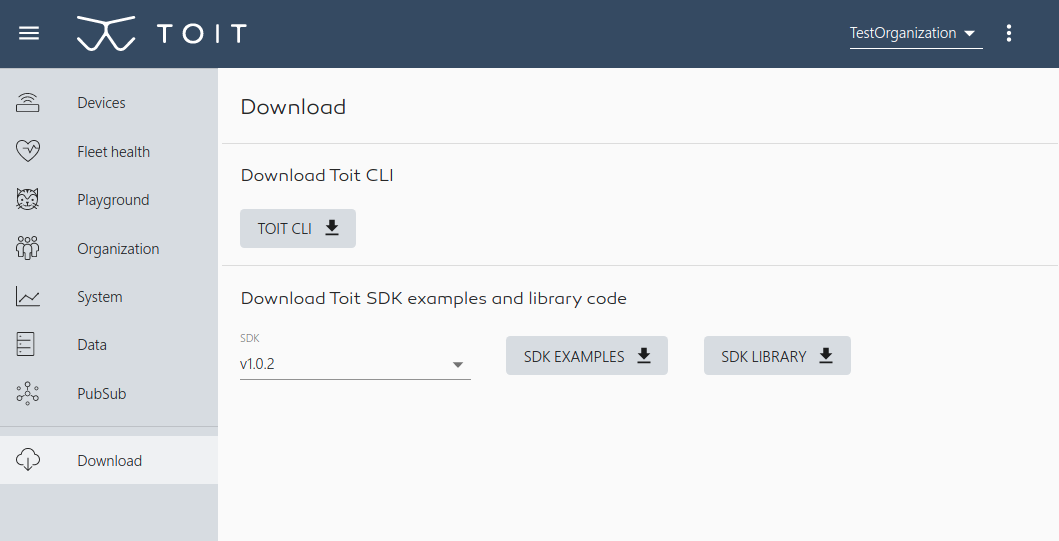 TOIT
TestOrganization
Devices
Fleet health
Playground
Organization
System
Data
PubSub
Download
Download
Download Toit CLI
TOIT CLI
Download Toit SDK examples and library code
SDK
v1.0.2
SDK EXAMPLES
SDK LIBRARY